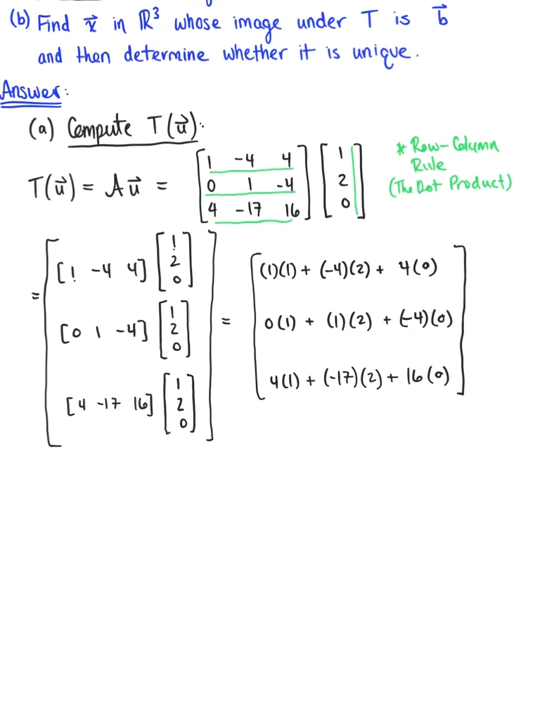 (b) Find x⃗ in ℝ³ whose image under T is b⃗
and then determine whether it is unique.
Answer:
(a) Compute T(u⃗):
T(u⃗) = A u⃗ = [1 -4 4; 0 1 -4; 4 -17 16] [1; 2; 0]
* Row-Column
Rule
(The Dot Product)
= [[1 -4 4] [1; 2; 0]; [0 1 -4] [1; 2; 0]; [4 -17 16] [1; 2; 0]] = [(1)(1) + (-4)(2) + 4(0); 0(1) + (1)(2) + (-4)(0); 4(1) + (-17)(2) + 16(0)]